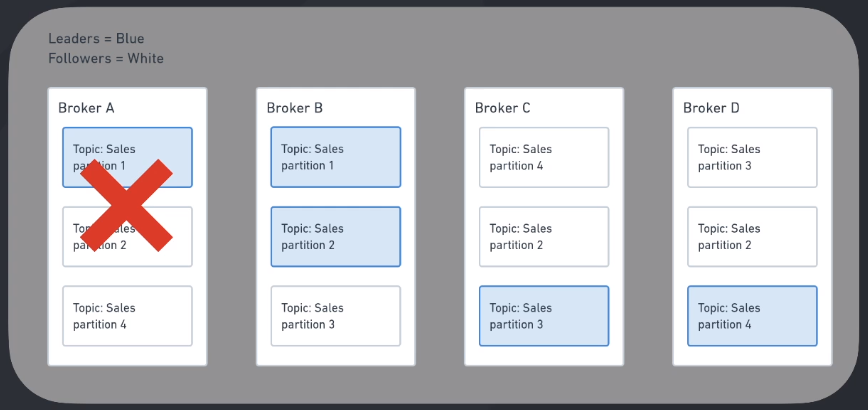 Leaders = Blue
Followers = White
Broker A
Topic: Sales
partition 1
Topic: Sales
partition 2
Topic: Sales
partition 4
Broker B
Topic: Sales
partition 1
Topic: Sales
partition 2
Topic: Sales
partition 3
Broker C
Topic: Sales
partition 4
Topic: Sales
partition 2
Topic: Sales
partition 3
Broker D
Topic: Sales
partition 3
Topic: Sales
partition 2
Topic: Sales
partition 4